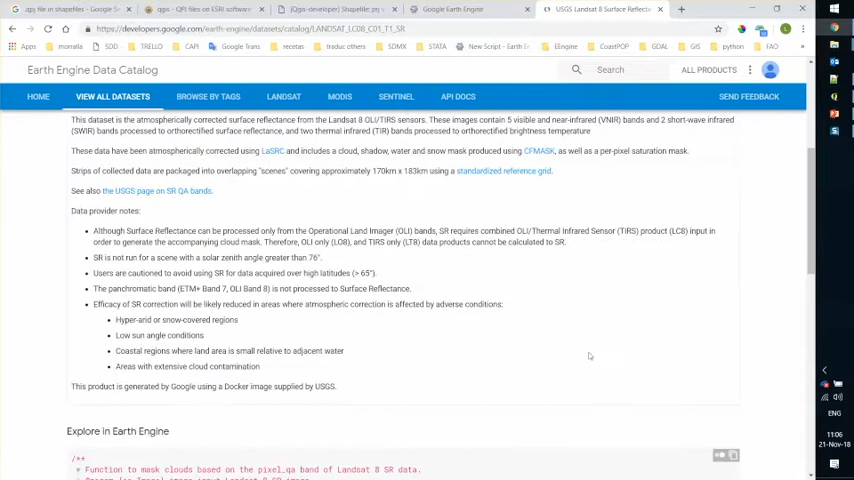 .qpj file in shapefiles - Google S
qgis - QPJ files on ESRI software
[Qgis-developer] Shapefile: prj v
Google Earth Engine
USGS Landsat 8 Surface Reflect
https://developers.google.com/earth-engine/datasets/catalog/LANDSAT_LC08_C01_T1_SR
morralla
SDS
TRELLO
CAPI
Google Trans
recetas
traduc otros
SDMX
STATA
New Script - Earth En
EEngine
CoastPOP
GDAL
GIS
python
FAO
Earth Engine Data Catalog
Search
ALL PRODUCTS
HOME
VIEW ALL DATASETS
BROWSE BY TAGS
LANDSAT
MODIS
SENTINEL
API DOCS
SEND FEEDBACK
This dataset is the atmospherically corrected surface reflectance from the Landsat 8 OLI/TIRS sensors. These images contain 5 visible and near-infrared (VNIR) bands and 2 short-wave infrared
(SWIR) bands processed to orthorectified surface reflectance, and two thermal infrared (TIR) bands processed to orthorectified brightness temperature
These data have been atmospherically corrected using LaSRC and includes a cloud, shadow, water and snow mask produced using CFMASK, as well as a per-pixel saturation mask.
Strips of collected data are packaged into overlapping "scenes" covering approximately 170km x 183km using a standardized reference grid.
See also the USGS page on SR QA bands.
Data provider notes:
Although Surface Reflectance can be processed only from the Operational Land Imager (OLI) bands, SR requires combined OLI/Thermal Infrared Sensor (TIRS) product (LC8) input in
order to generate the accompanying cloud mask. Therefore, OLI only (LO8), and TIRS only (LT8) data products cannot be calculated to SR.
SR is not run for a scene with a solar zenith angle greater than 76°.
Users are cautioned to avoid using SR for data acquired over high latitudes (> 65°).
The panchromatic band (ETM+ Band 7, OLI Band 8) is not processed to Surface Reflectance.
Efficacy of SR correction will be likely reduced in areas where atmospheric correction is affected by adverse conditions:
Hyper-arid or snow-covered regions
Low sun angle conditions
Coastal regions where land area is small relative to adjacent water
Areas with extensive cloud contamination
This product is generated by Google using a Docker image supplied by USGS.
Explore in Earth Engine
/**
* Function to mask clouds based on the pixel_qa band of Landsat 8 SR data.
ENG
11:06
21-Nov-18